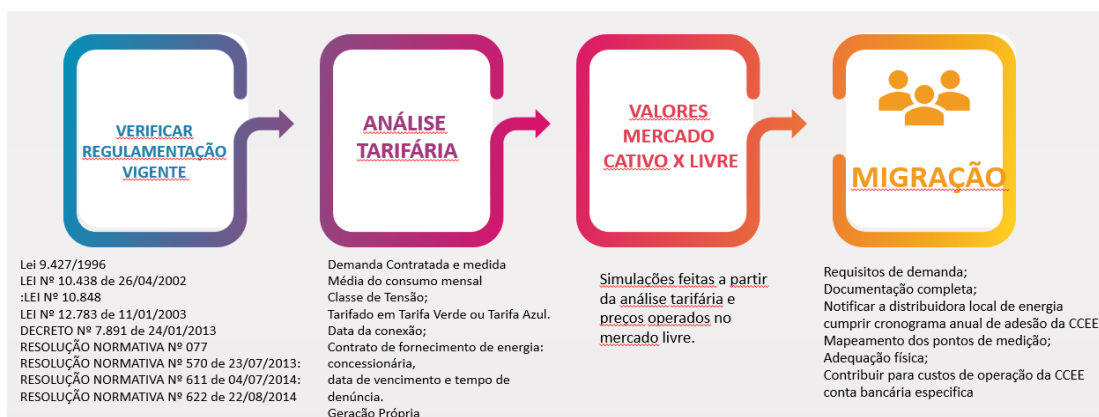 VERIFICAR
REGULAMENTAÇÃO
VIGENTE
ANÁLISE
TARIFÁRIA
VALORES
MERCADO
CATIVO X LIVRE
MIGRAÇÃO
Lei 9.427/1996
LEI Nº 10.438 de 26/04/2002
:LEI Nº 10.848
LEI Nº 12.783 de 11/01/2003
DECRETO Nº 7.891 de 24/01/2013
RESOLUÇÃO NORMATIVA Nº 077
RESOLUÇÃO NORMATIVA Nº 570 de 23/07/2013:
RESOLUÇÃO NORMATIVA Nº 611 de 04/07/2014:
RESOLUÇÃO NORMATIVA Nº 622 de 22/08/2014
Demanda Contratada e medida
Média do consumo mensal
Classe de Tensão;
Tarifado em Tarifa Verde ou Tarifa Azul.
Data da conexão;
Contrato de fornecimento de energia:
concessionária,
data de vencimento e tempo de
denúncia.
Geração Própria
Simulações feitas a partir
da análise tarifária e
preços operados no
mercado livre.
Requisitos de demanda;
Documentação completa;
Notificar a distribuidora local de energia
cumprir cronograma anual de adesão da CCEE
Mapeamento dos pontos de medição;
Adequação física;
Contribuir para custos de operação da CCEE
conta bancária especifica